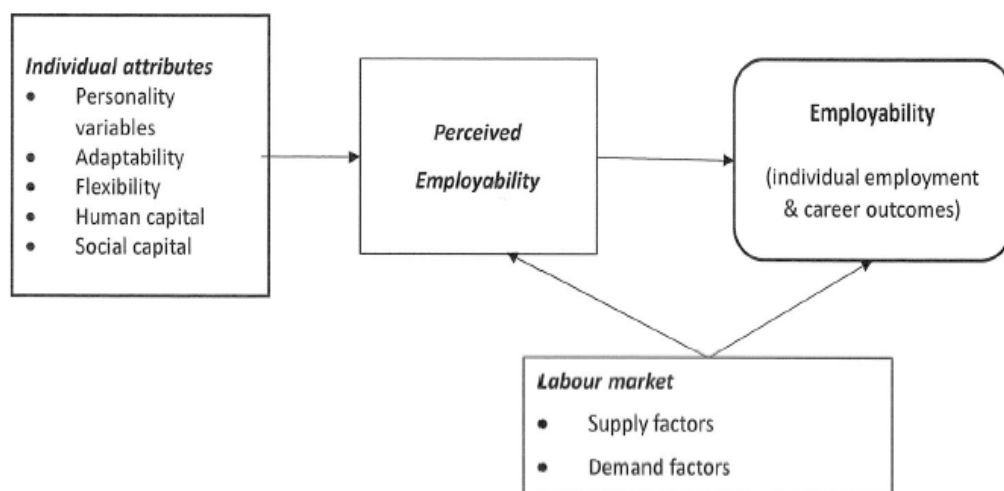 Individual attributes
• Personality
variables
• Adaptability
• Flexibility
• Human capital
• Social capital
Perceived
Employability
Employability
(individual employment
& career outcomes)
Labour market
• Supply factors
• Demand factors